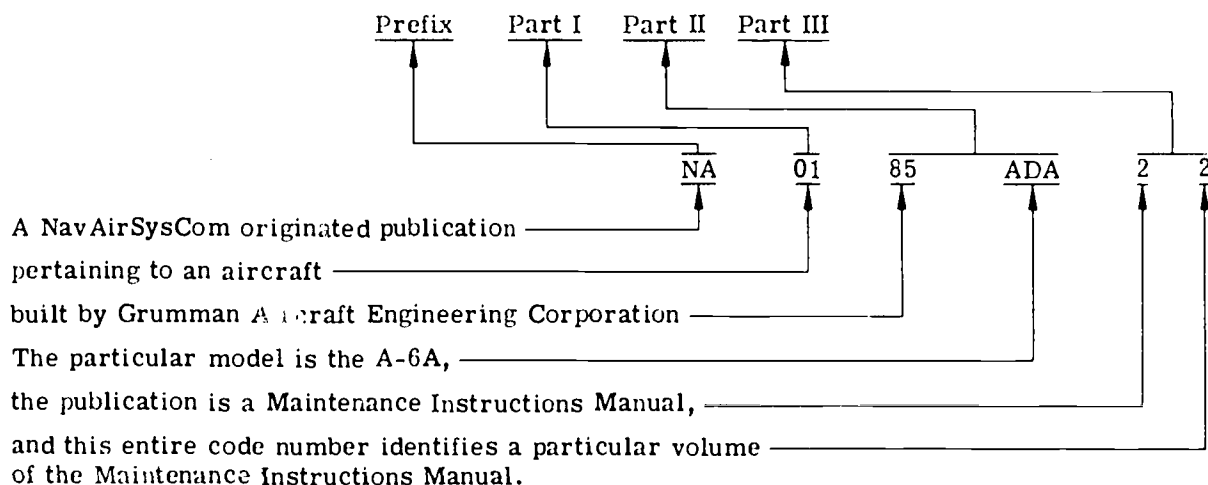 Prefix Part I Part II Part III
NA 01 85 ADA 2 2
A NavAirSysCom originated publication
pertaining to an aircraft
built by Grumman Aircraft Engineering Corporation
The particular model is the A-6A,
the publication is a Maintenance Instructions Manual,
and this entire code number identifies a particular volume
of the Maintenance Instructions Manual.